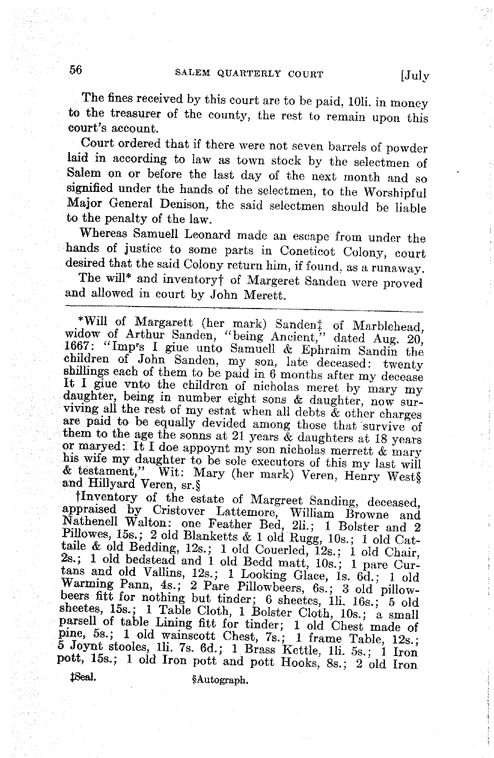 56 SALEM QUARTERLY COURT [July
The fines received by this court are to be paid, 10li. in money
to the treasurer of the county, the rest to remain upon this
court's account.
Court ordered that if there were not seven barrels of powder
laid in according to law as town stock by the selectmen of
Salem on or before the last day of the next month and so
signified under the hands of the selectmen, to the Worshipful
Major General Denison, the said selectmen should be liable
to the penalty of the law.
Whereas Samuell Leonard made an escape from under the
hands of justice to some parts in Coneticot Colony, court
desired that the said Colony return him, if found, as a runaway.
The will* and inventory† of Margeret Sanden were proved
and allowed in court by John Merett.
*Will of Margarett (her mark) Sanden‡ of Marblehead,
widow of Arthur Sanden, "being Ancient," dated Aug. 20,
1667: "Imprs I giue unto Samuell & Ephraim Sandin the
children of John Sanden, my son, late deceased: twenty
shillings each of them to be paid in 6 months after my decease
It I giue vnto the children of nicholas meret by mary my
daughter, being in number eight sons & daughter, now sur-
viving all the rest of my estat when all debts & other charges
are paid to be equally devided among those that survive of
them to the age the sonns at 21 years & daughters at 18 years
or maryed: It I doe appoynt my son nicholas merrett & mary
his wife my daughter to be sole executors of this my last will
& testament," Wit: Mary (her mark) Veren, Henry West§
and Hillyard Veren, sr.§
†Inventory of the estate of Margreet Sanding, deceased,
appraised by Cristover Lattemore, William Browne and
Nathenell Walton: one Feather Bed, 2li.; 1 Bolster and 2
Pillowes, 15s.; 2 old Blanketts & 1 old Rugg, 10s.; 1 old Cat-
taile & old Bedding, 12s.; 1 old Couerled, 12s.; 1 old Chair,
2s.; 1 old bedstead and 1 old Bedd matt, 10s.; 1 pare Cur-
tans and old Vallins, 12s.; 1 Looking Glace, 1s. 6d.; 1 old
Warming Pann, 4s.; 2 Pare Pillowbeers, 6s.; 3 old pillow-
beers fitt for nothing but tinder; 6 sheetes, 1li. 16s.; 5 old
sheetes, 15s.; 1 Table Cloth, 1 Bolster Cloth, 10s.; a small
parsell of table Lining fitt for tinder; 1 old Chest made of
pine, 5s.; 1 old wainscott Chest, 7s.; 1 frame Table, 12s.;
5 Joynt stooles, 1li. 7s. 6d.; 1 Brass Kettle, 1li. 5s.; 1 Iron
pott, 15s.; 1 old Iron pott and pott Hooks, 8s.; 2 old Iron
‡Seal. §Autograph.